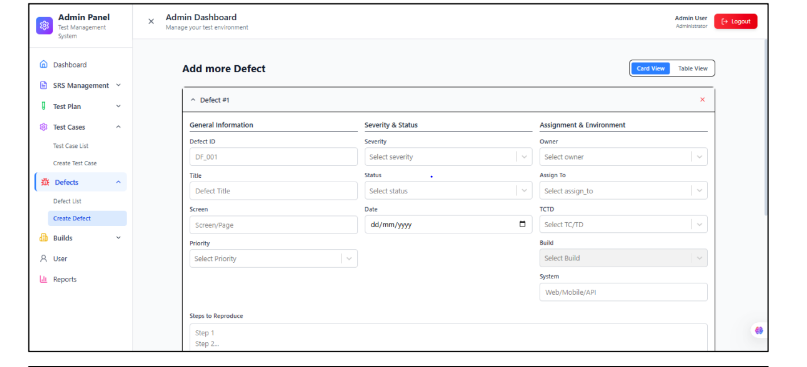 Admin Panel
Test Management
System
Admin Dashboard
Manage your test environment
Admin User
Administrator
Logout
Dashboard
SRS Management
Test Plan
Test Cases
Test Case List
Create Test Case
Defects
Defect List
Create Defect
Builds
User
Reports
Add more Defect
Card View
Table View
Defect #1
General Information
Severity & Status
Assignment & Environment
Defect ID
Severity
Owner
DF_001
Select severity
Select owner
Title
Status
Assign To
Defect Title
Select status
Select assign_to
Screen
Date
TCTD
Screen/Page
dd/mm/yyyy
Select TC/TD
Priority
Build
Select Priority
Select Build
System
Web/Mobile/API
Steps to Reproduce
Step 1
Step 2...